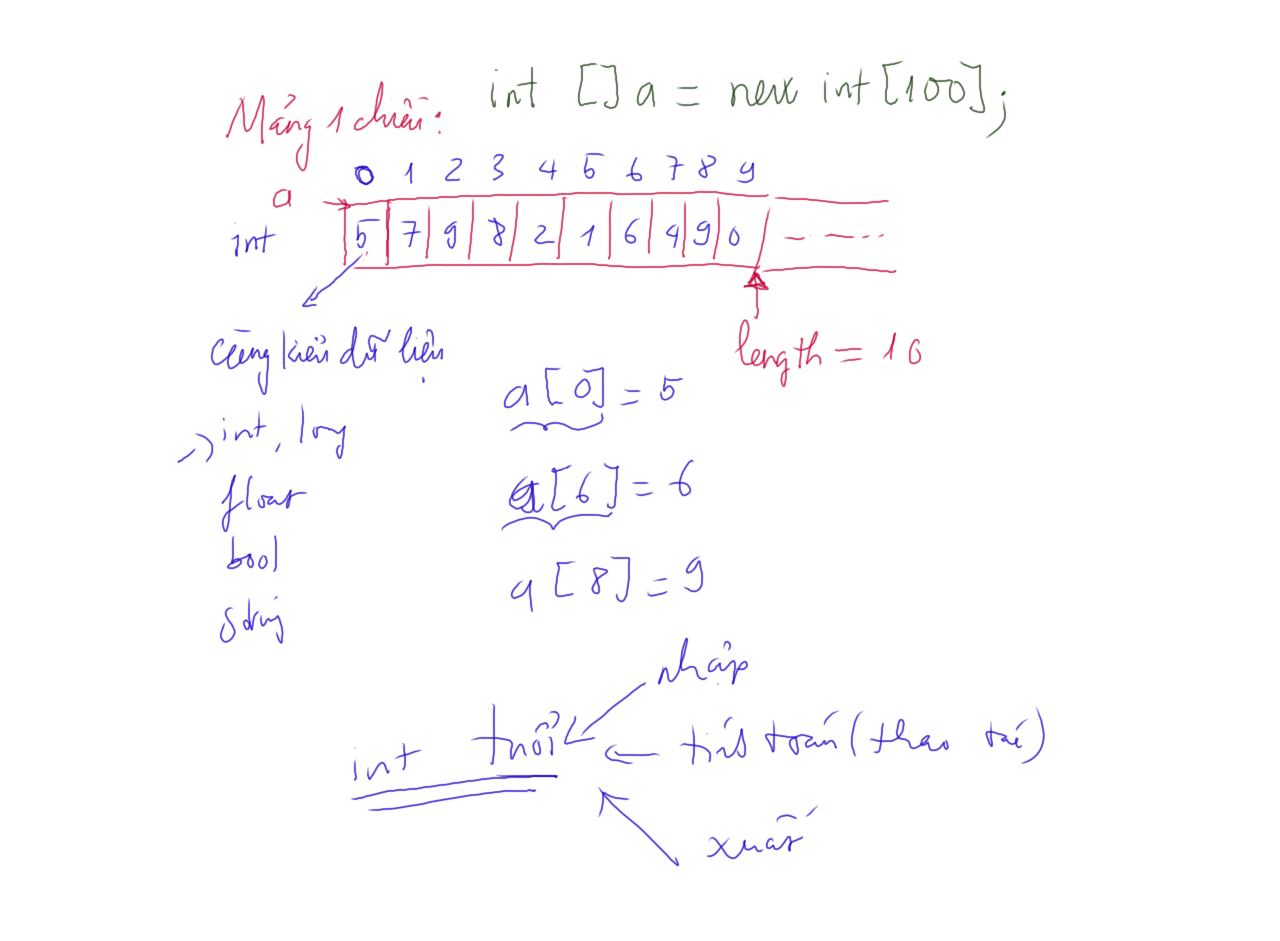 int [] a = new int [100];
Mảng 1 chiều:
0 1 2 3 4 5 6 7 8 9
a
int 5 7 9 8 2 1 6 4 9 0
cùng kiểu dữ liệu
length = 10
a[0] = 5
int, long
a[6] = 6
float
bool
a[8] = 9
string
nhập
int tuổi
tính toán (thao tác)
xuất